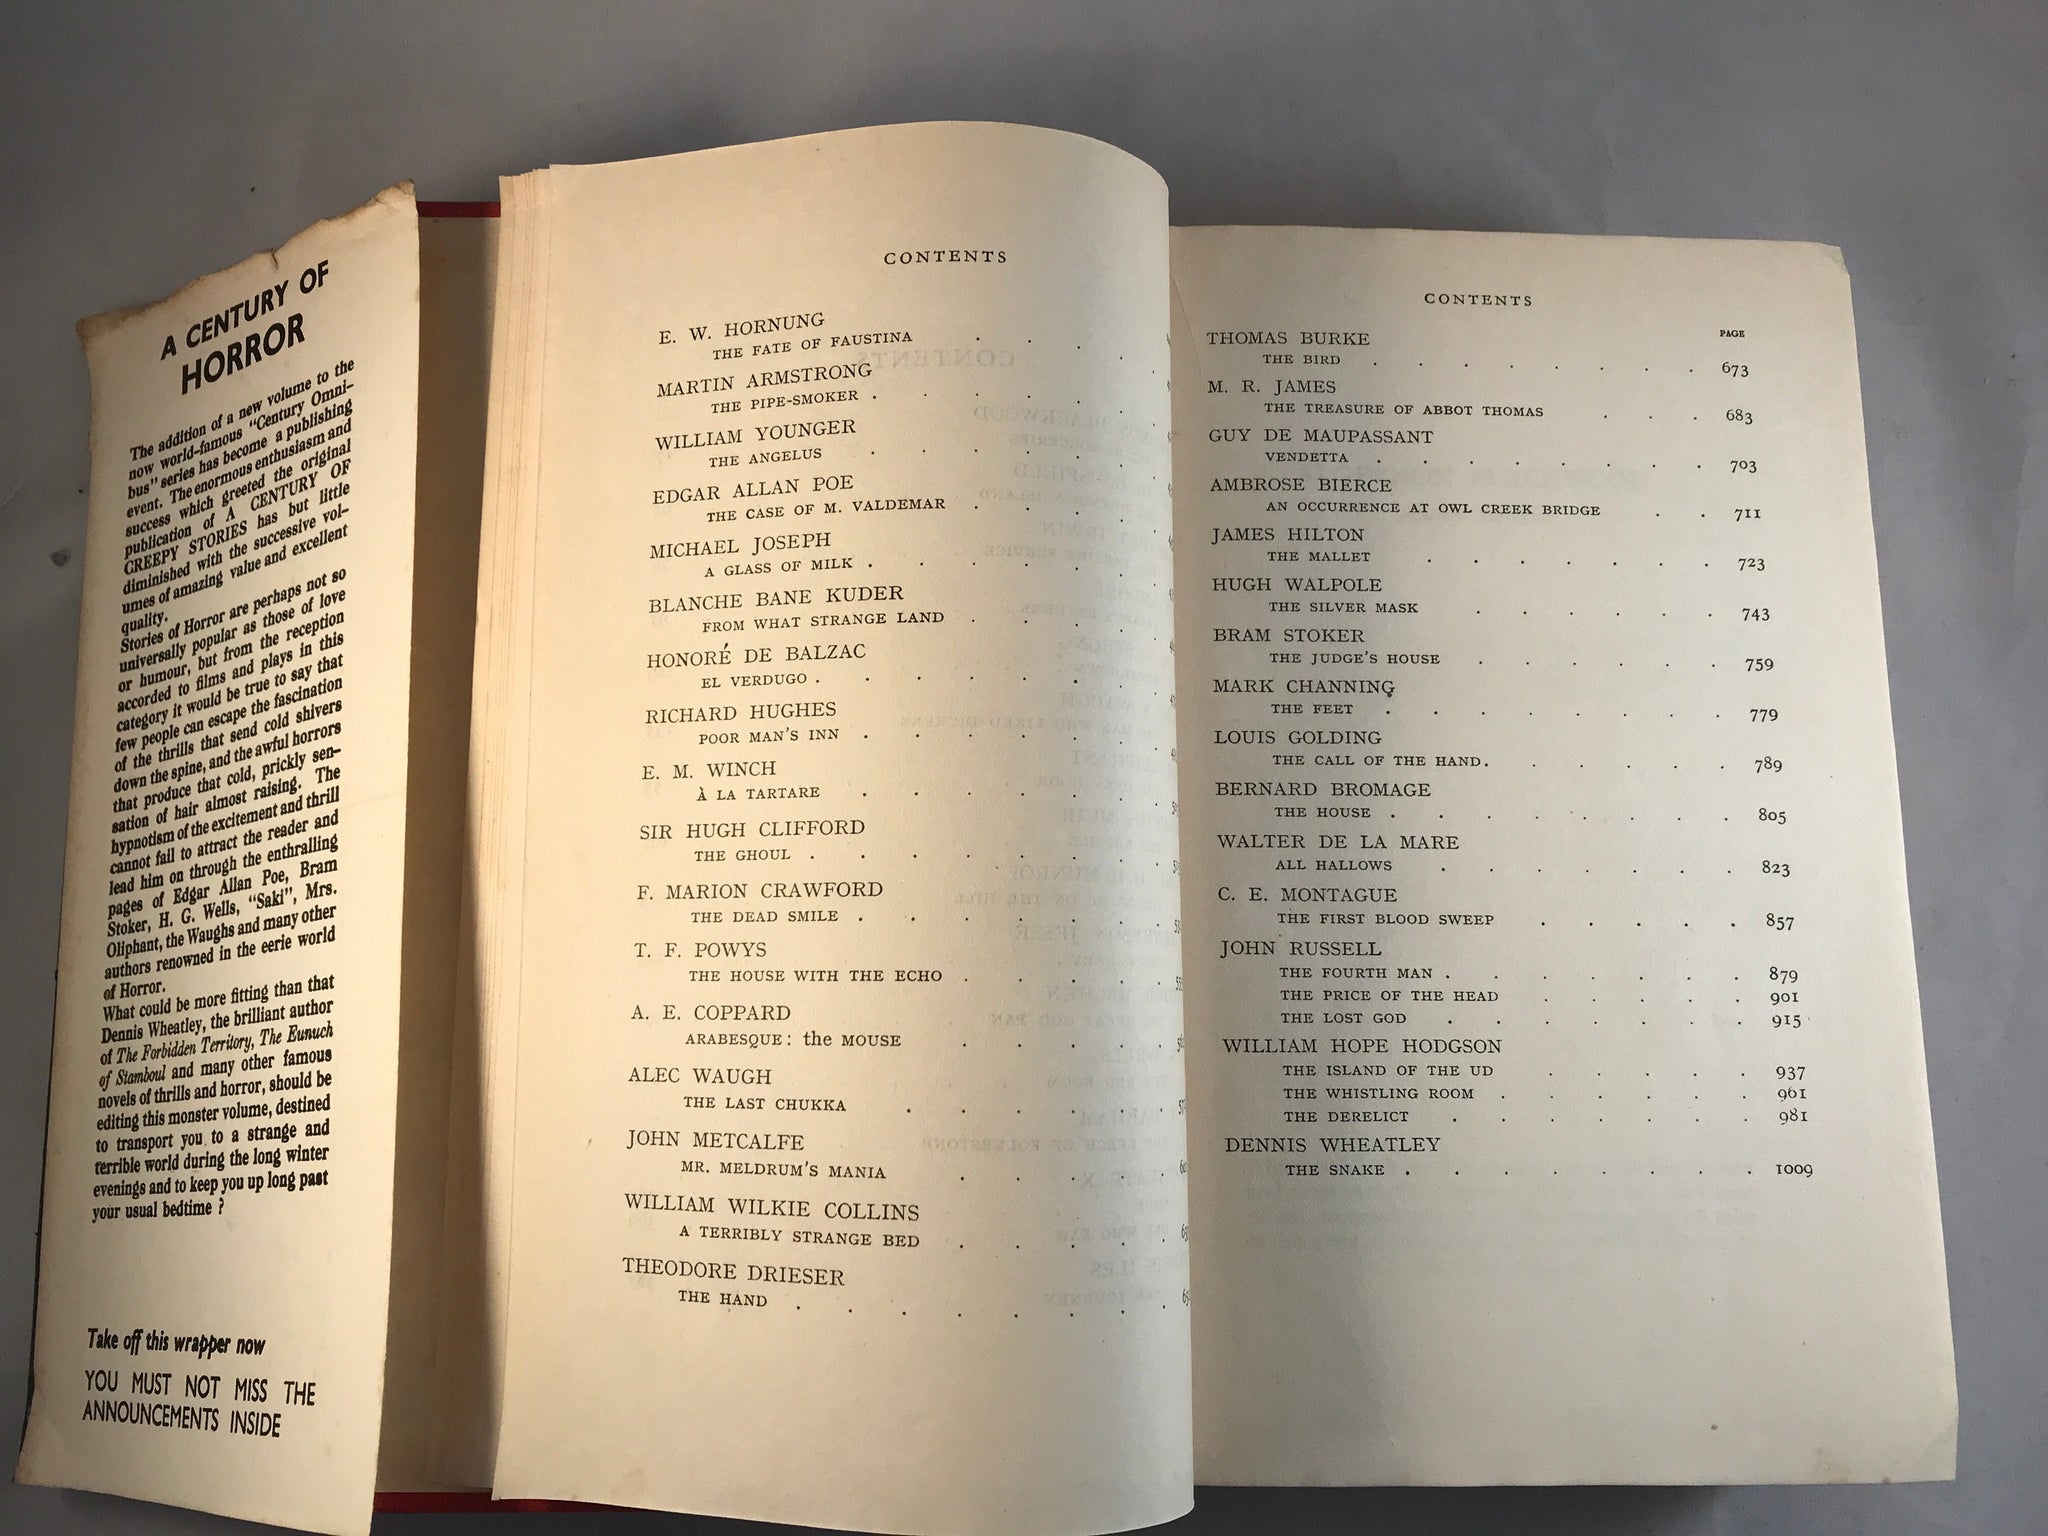 A CENTURY OF
HORROR
The addition of a new volume to the
now world-famous "Century Omni-
bus" series has become a publishing
event. The enormous enthusiasm and
success which greeted the original
publication of A CENTURY OF
CREEPY STORIES has but little
diminished with the successive vol-
umes of amazing value and excellent
quality.
Stories of Horror are perhaps not so
universally popular as those of love
or humour, but from the reception
accorded to films and plays in this
category it would be true to say that
few people can escape the fascination
of the thrills that send cold shivers
down the spine, and the awful horrors
that produce that cold, prickly sen-
sation of hair almost raising. The
hypnotism of the excitement and thrill
cannot fail to attract the reader and
lead him on through the enthralling
pages of Edgar Allan Poe, Bram
Stoker, H. G. Wells, "Saki", Mrs.
Oliphant, the Waughs and many other
authors renowned in the eerie world
of Horror.
What could be more fitting than that
Dennis Wheatley, the brilliant author
of The Forbidden Territory, The Eunuch
of Stamboul and many other famous
novels of thrills and horror, should be
editing this monster volume, destined
to transport you to a strange and
terrible world during the long winter
evenings and to keep you up long past
your usual bedtime ?
Take off this wrapper now
YOU MUST NOT MISS THE
ANNOUNCEMENTS INSIDE
CONTENTS
E. W. HORNUNG
THE FATE OF FAUSTINA
MARTIN ARMSTRONG
THE PIPE-SMOKER
WILLIAM YOUNGER
THE ANGELUS
EDGAR ALLAN POE
THE CASE OF M. VALDEMAR
MICHAEL JOSEPH
A GLASS OF MILK
BLANCHE BANE KUDER
FROM WHAT STRANGE LAND
HONORÉ DE BALZAC
EL VERDUGO
RICHARD HUGHES
POOR MAN'S INN
E. M. WINCH
À LA TARTARE
SIR HUGH CLIFFORD
THE GHOUL
F. MARION CRAWFORD
THE DEAD SMILE
T. F. POWYS
THE HOUSE WITH THE ECHO
A. E. COPPARD
ARABESQUE: the MOUSE
ALEC WAUGH
THE LAST CHUKKA
JOHN METCALFE
MR. MELDRUM'S MANIA
WILLIAM WILKIE COLLINS
A TERRIBLY STRANGE BED
THEODORE DRIESER
THE HAND
CONTENTS
PAGE
THOMAS BURKE
THE BIRD 673
M. R. JAMES
THE TREASURE OF ABBOT THOMAS 683
GUY DE MAUPASSANT
VENDETTA 703
AMBROSE BIERCE
AN OCCURRENCE AT OWL CREEK BRIDGE 711
JAMES HILTON
THE MALLET 723
HUGH WALPOLE
THE SILVER MASK 743
BRAM STOKER
THE JUDGE'S HOUSE 759
MARK CHANNING
THE FEET 779
LOUIS GOLDING
THE CALL OF THE HAND 789
BERNARD BROMAGE
THE HOUSE 805
WALTER DE LA MARE
ALL HALLOWS 823
C. E. MONTAGUE
THE FIRST BLOOD SWEEP 857
JOHN RUSSELL
THE FOURTH MAN 879
THE PRICE OF THE HEAD 901
THE LOST GOD 915
WILLIAM HOPE HODGSON
THE ISLAND OF THE UD 937
THE WHISTLING ROOM 961
THE DERELICT 981
DENNIS WHEATLEY
THE SNAKE 1009